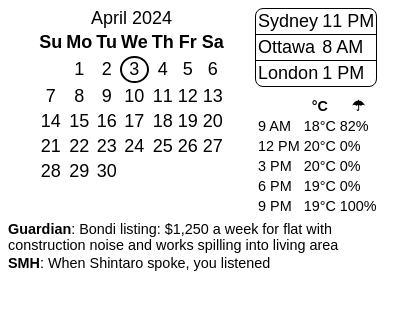 April 2024
Su Mo Tu We Th Fr Sa
1 2 3 4 5 6
7 8 9 10 11 12 13
14 15 16 17 18 19 20
21 22 23 24 25 26 27
28 29 30
Sydney 11 PM
Ottawa 8 AM
London 1 PM
°C ☂
9 AM 18°C 82%
12 PM 20°C 0%
3 PM 20°C 0%
6 PM 19°C 0%
9 PM 19°C 100%
Guardian: Bondi listing: $1,250 a week for flat with
construction noise and works spilling into living area
SMH: When Shintaro spoke, you listened